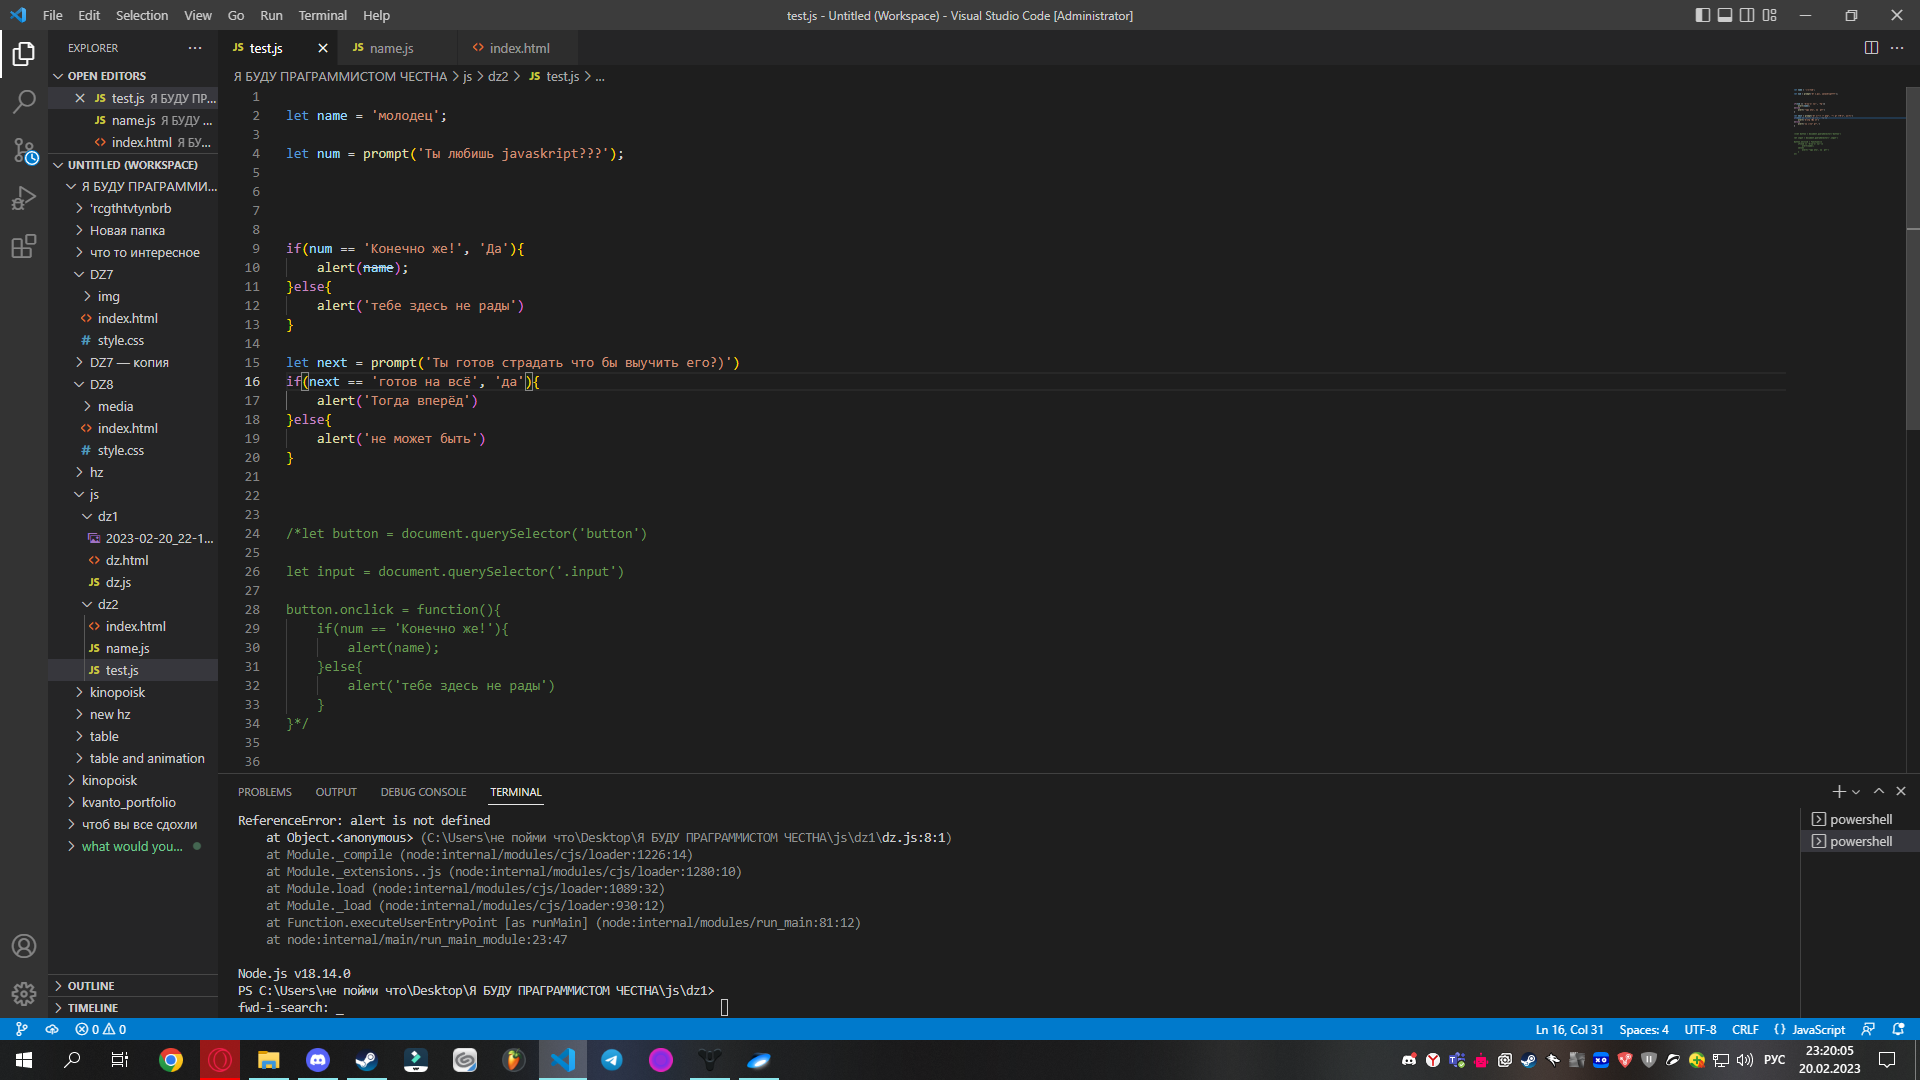 File Edit Selection View Go Run Terminal Help
test.js - Untitled (Workspace) - Visual Studio Code [Administrator]
EXPLORER
OPEN EDITORS
JS test.js Я БУДУ ПР...
JS name.js Я БУДУ ...
index.html Я БУ...
UNTITLED (WORKSPACE)
Я БУДУ ПРАГРАММИ...
'rcgthtvtynbrb
Новая папка
что то интересное
DZ7
img
index.html
# style.css
DZ7 — копия
DZ8
media
index.html
# style.css
hz
js
dz1
2023-02-20_22-1...
dz.html
JS dz.js
dz2
index.html
JS name.js
JS test.js
kinopoisk
new hz
table
table and animation
kinopoisk
kvanto_portfolio
чтоб вы все сдохли
what would you...
OUTLINE
TIMELINE
JS test.js JS name.js index.html
Я БУДУ ПРАГРАММИСТОМ ЧЕСТНА > js > dz2 > JS test.js > ...
1
2 let name = 'молодец';
3
4 let num = prompt('Ты любишь javaskript???');
5
6
7
8
9 if(num == 'Конечно же!', 'Да'){
10 alert(name);
11 }else{
12 alert('тебе здесь не рады')
13 }
14
15 let next = prompt('Ты готов страдать что бы выучить его?)')
16 if(next == 'готов на всё', 'да'){
17 alert('Тогда вперёд')
18 }else{
19 alert('не может быть')
20 }
21
22
23
24 /*let button = document.querySelector('button')
25
26 let input = document.querySelector('.input')
27
28 button.onclick = function(){
29 if(num == 'Конечно же!'){
30 alert(name);
31 }else{
32 alert('тебе здесь не рады')
33 }
34 }*/
35
36
PROBLEMS OUTPUT DEBUG CONSOLE TERMINAL
ReferenceError: alert is not defined
at Object.<anonymous> (C:\Users\не пойми что\Desktop\Я БУДУ ПРАГРАММИСТОМ ЧЕСТНА\js\dz1\dz.js:8:1)
at Module._compile (node:internal/modules/cjs/loader:1226:14)
at Module._extensions..js (node:internal/modules/cjs/loader:1280:10)
at Module.load (node:internal/modules/cjs/loader:1089:32)
at Module._load (node:internal/modules/cjs/loader:930:12)
at Function.executeUserEntryPoint [as runMain] (node:internal/modules/run_main:81:12)
at node:internal/main/run_main_module:23:47
Node.js v18.14.0
PS C:\Users\не пойми что\Desktop\Я БУДУ ПРАГРАММИСТОМ ЧЕСТНА\js\dz1>
fwd-i-search: _
powershell
powershell
0 0
Ln 16, Col 31 Spaces: 4 UTF-8 CRLF {} JavaScript
РУС
23:20:05
20.02.2023